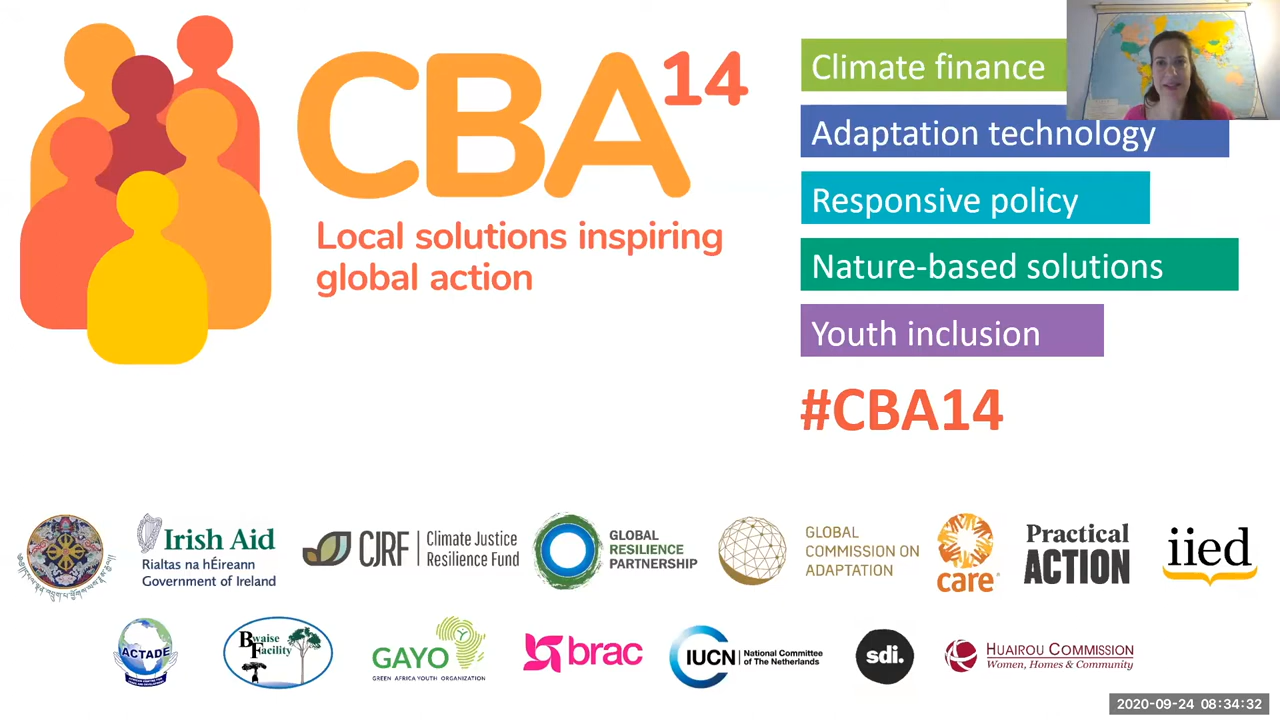 CBA14
Local solutions inspiring
global action
Climate finance
Adaptation technology
Responsive policy
Nature-based solutions
Youth inclusion
#CBA14
Irish Aid
Rialtas na hÉireann
Government of Ireland
CJRF
Climate Justice
Resilience Fund
GLOBAL
RESILIENCE
PARTNERSHIP
GLOBAL
COMMISSION ON
ADAPTATION
care
Practical
ACTION
iied
ACTADE
Bwaise
Facility
GAYO
GREEN AFRICA YOUTH ORGANIZATION
brac
IUCN
National Committee
of The Netherlands
sdi.
HUAIROU COMMISSION
Women, Homes & Community
2020-09-24 08:34:32